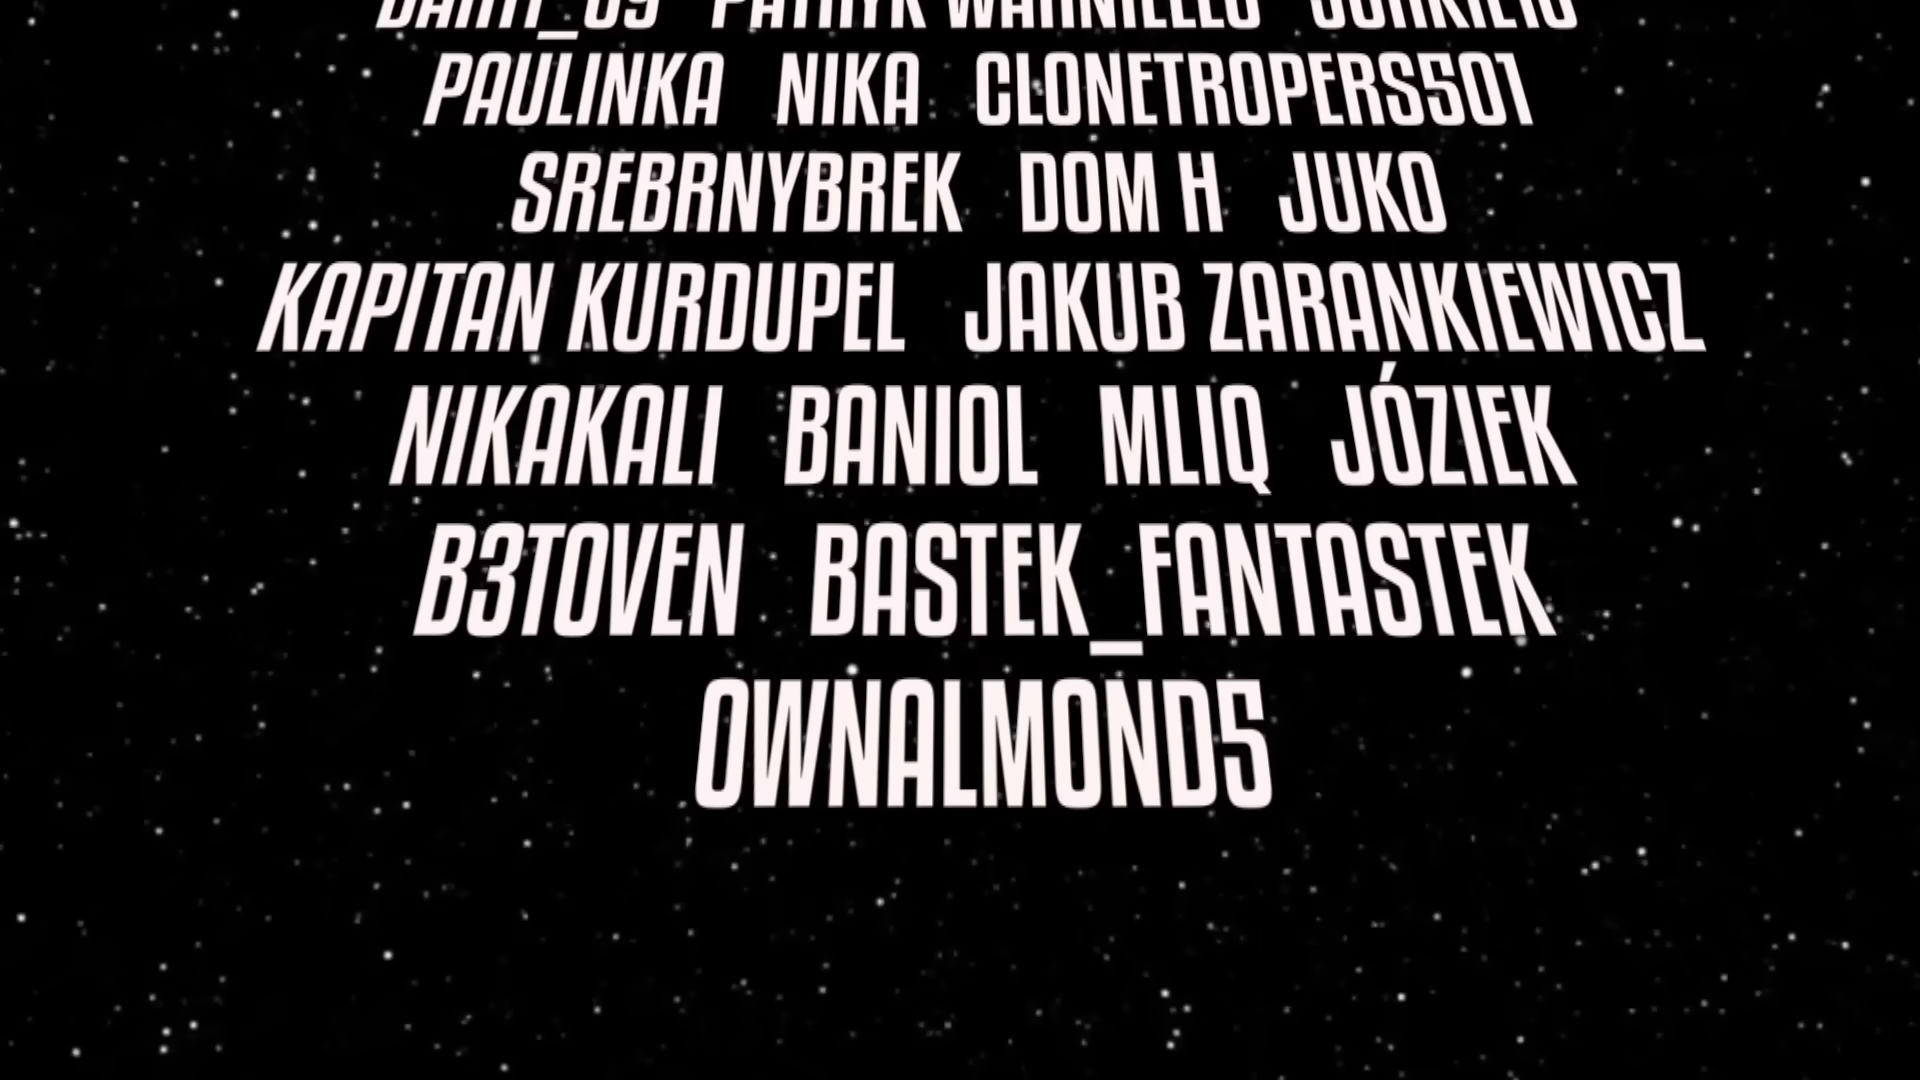 PAULINKA NIKA CLONETROPERS501
SREBRNYBREK DOM H JUKO
KAPITAN KURDUPEL JAKUB ZARANKIEWICZ
NIKAKALI BANIOL MLIQ JÓZIEK
B3TOVEN BASTEK_FANTASTEK
OWNALMOND5